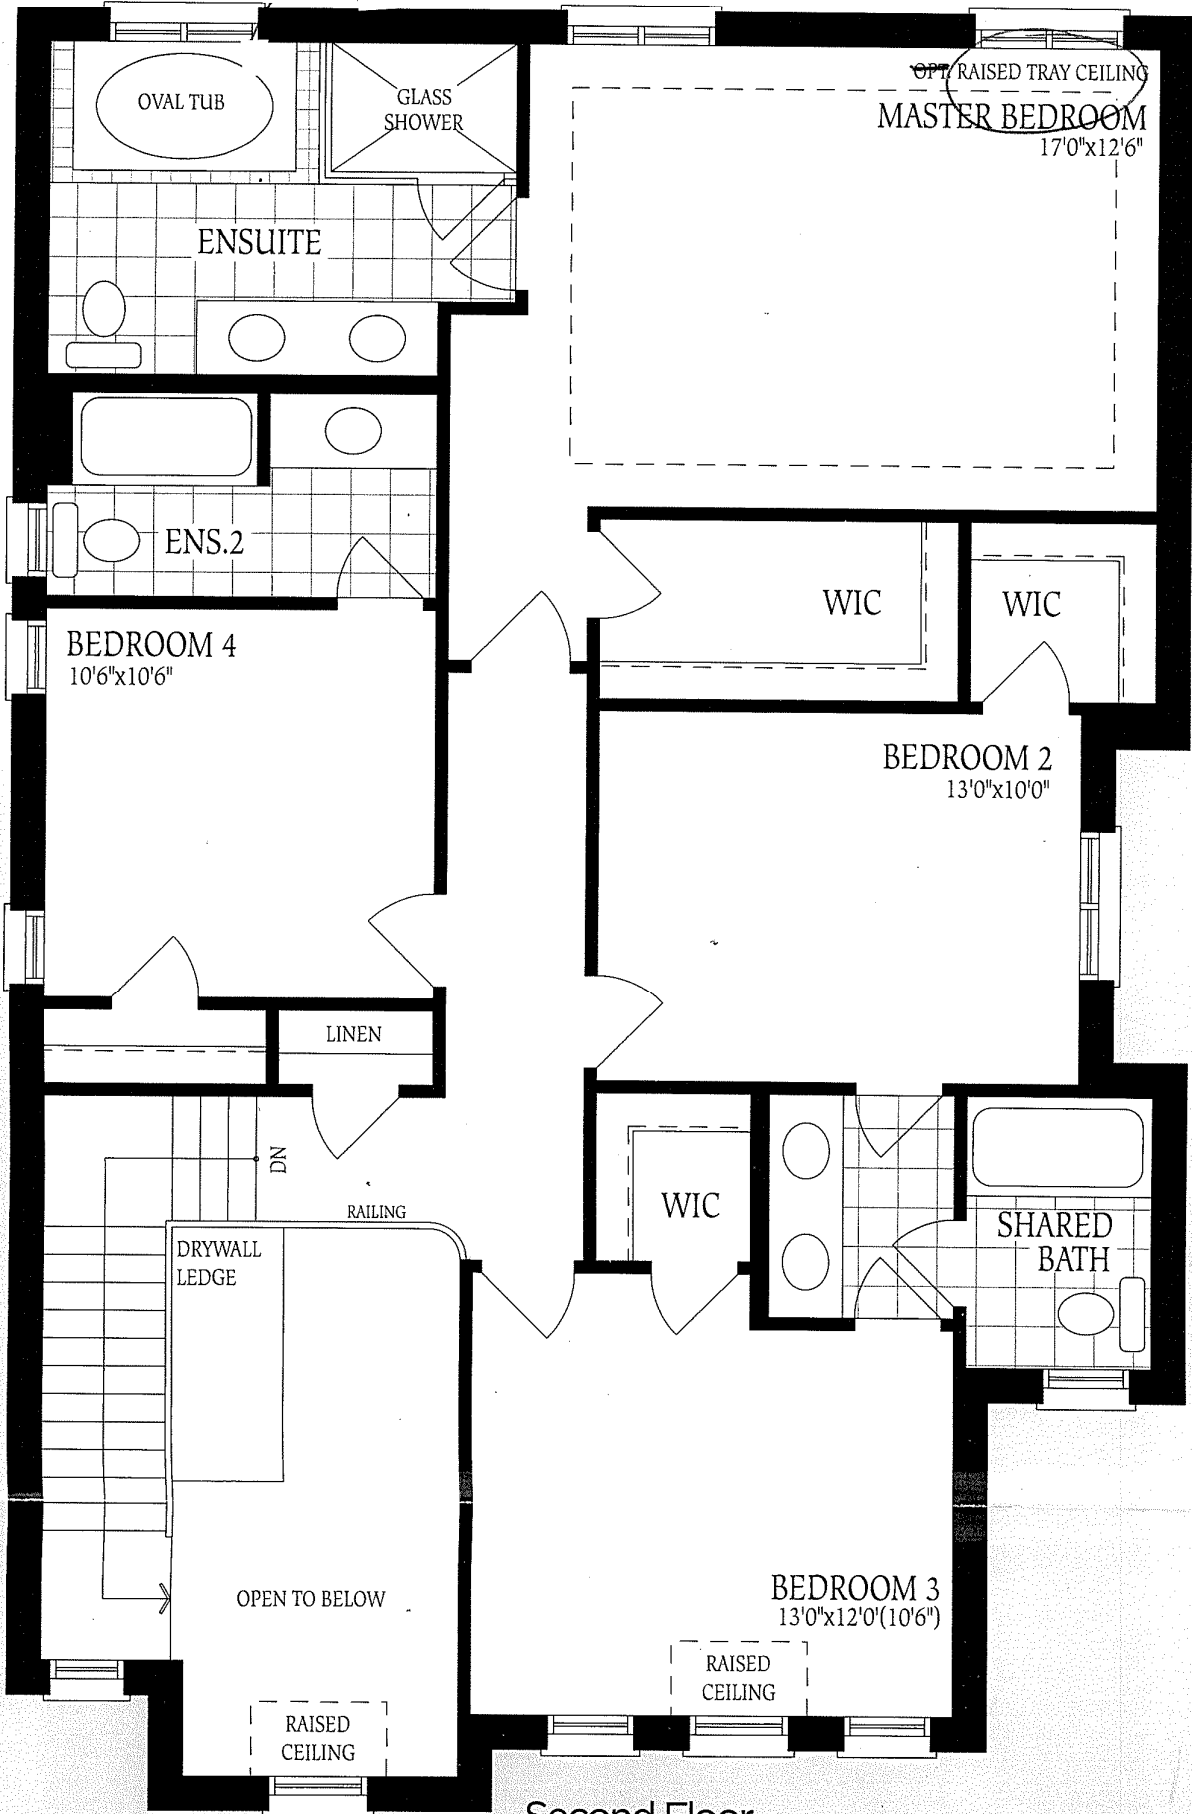 OPT. RAISED TRAY CEILING
MASTER BEDROOM
17'0"x12'6"
OVAL TUB
GLASS
SHOWER
ENSUITE
ENS.2
WIC
WIC
BEDROOM 4
10'6"x10'6"
BEDROOM 2
13'0"x10'0"
LINEN
DN
RAILING
DRYWALL
LEDGE
WIC
SHARED
BATH
OPEN TO BELOW
BEDROOM 3
13'0"x12'0'(10'6")
RAISED
CEILING
RAISED
CEILING
Second Floor